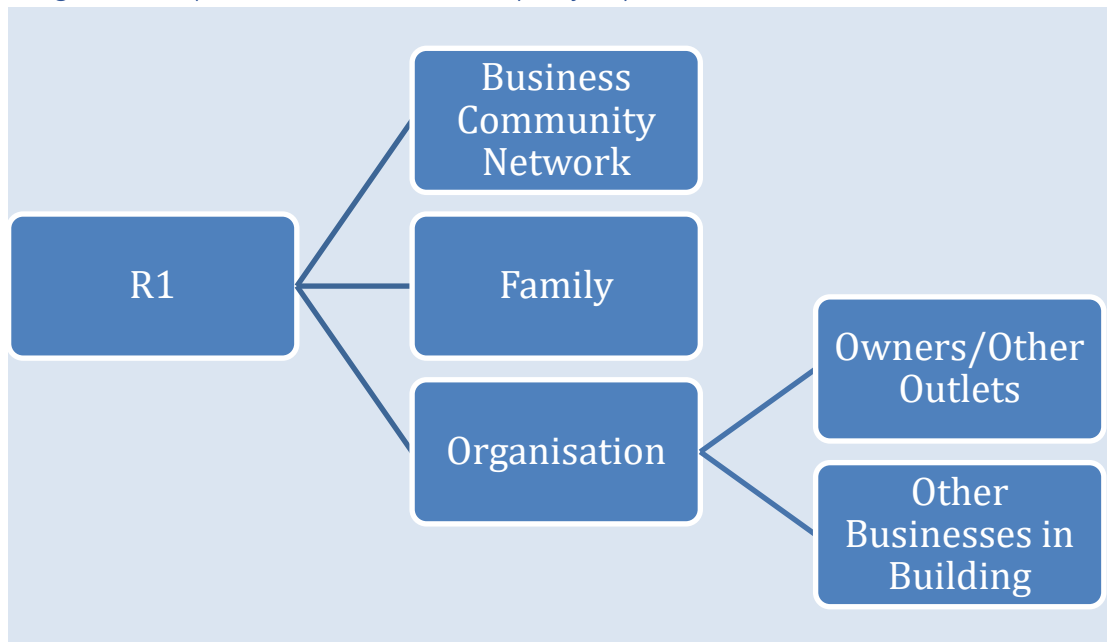 Business
Community
Network
R1
Family
Organisation
Owners/Other
Outlets
Other
Businesses in
Building